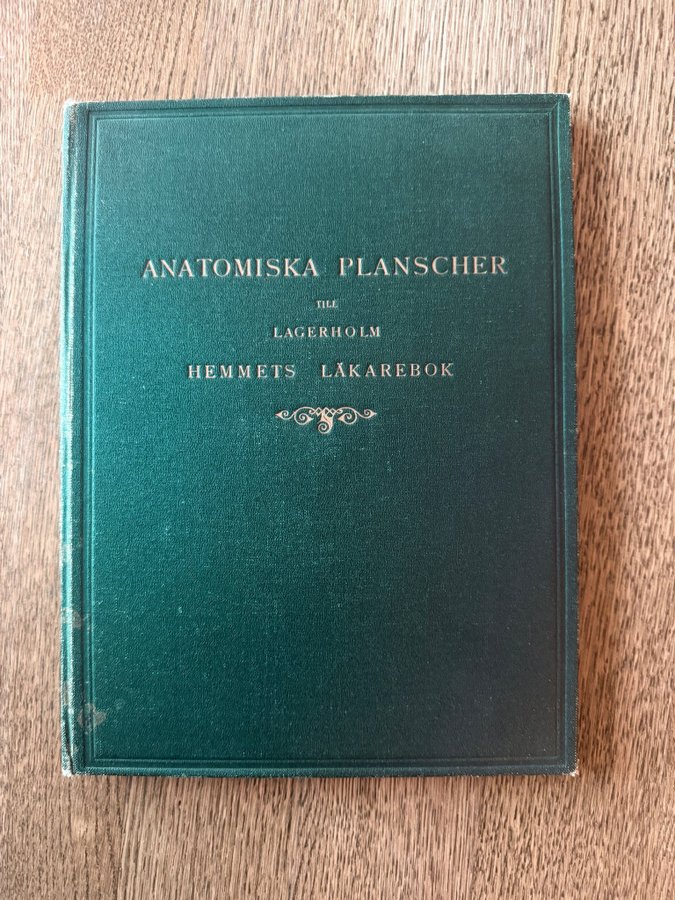 ANATOMISKA PLANSCHER
TILL
LAGERHOLM
HEMMETS LÄKAREBOK